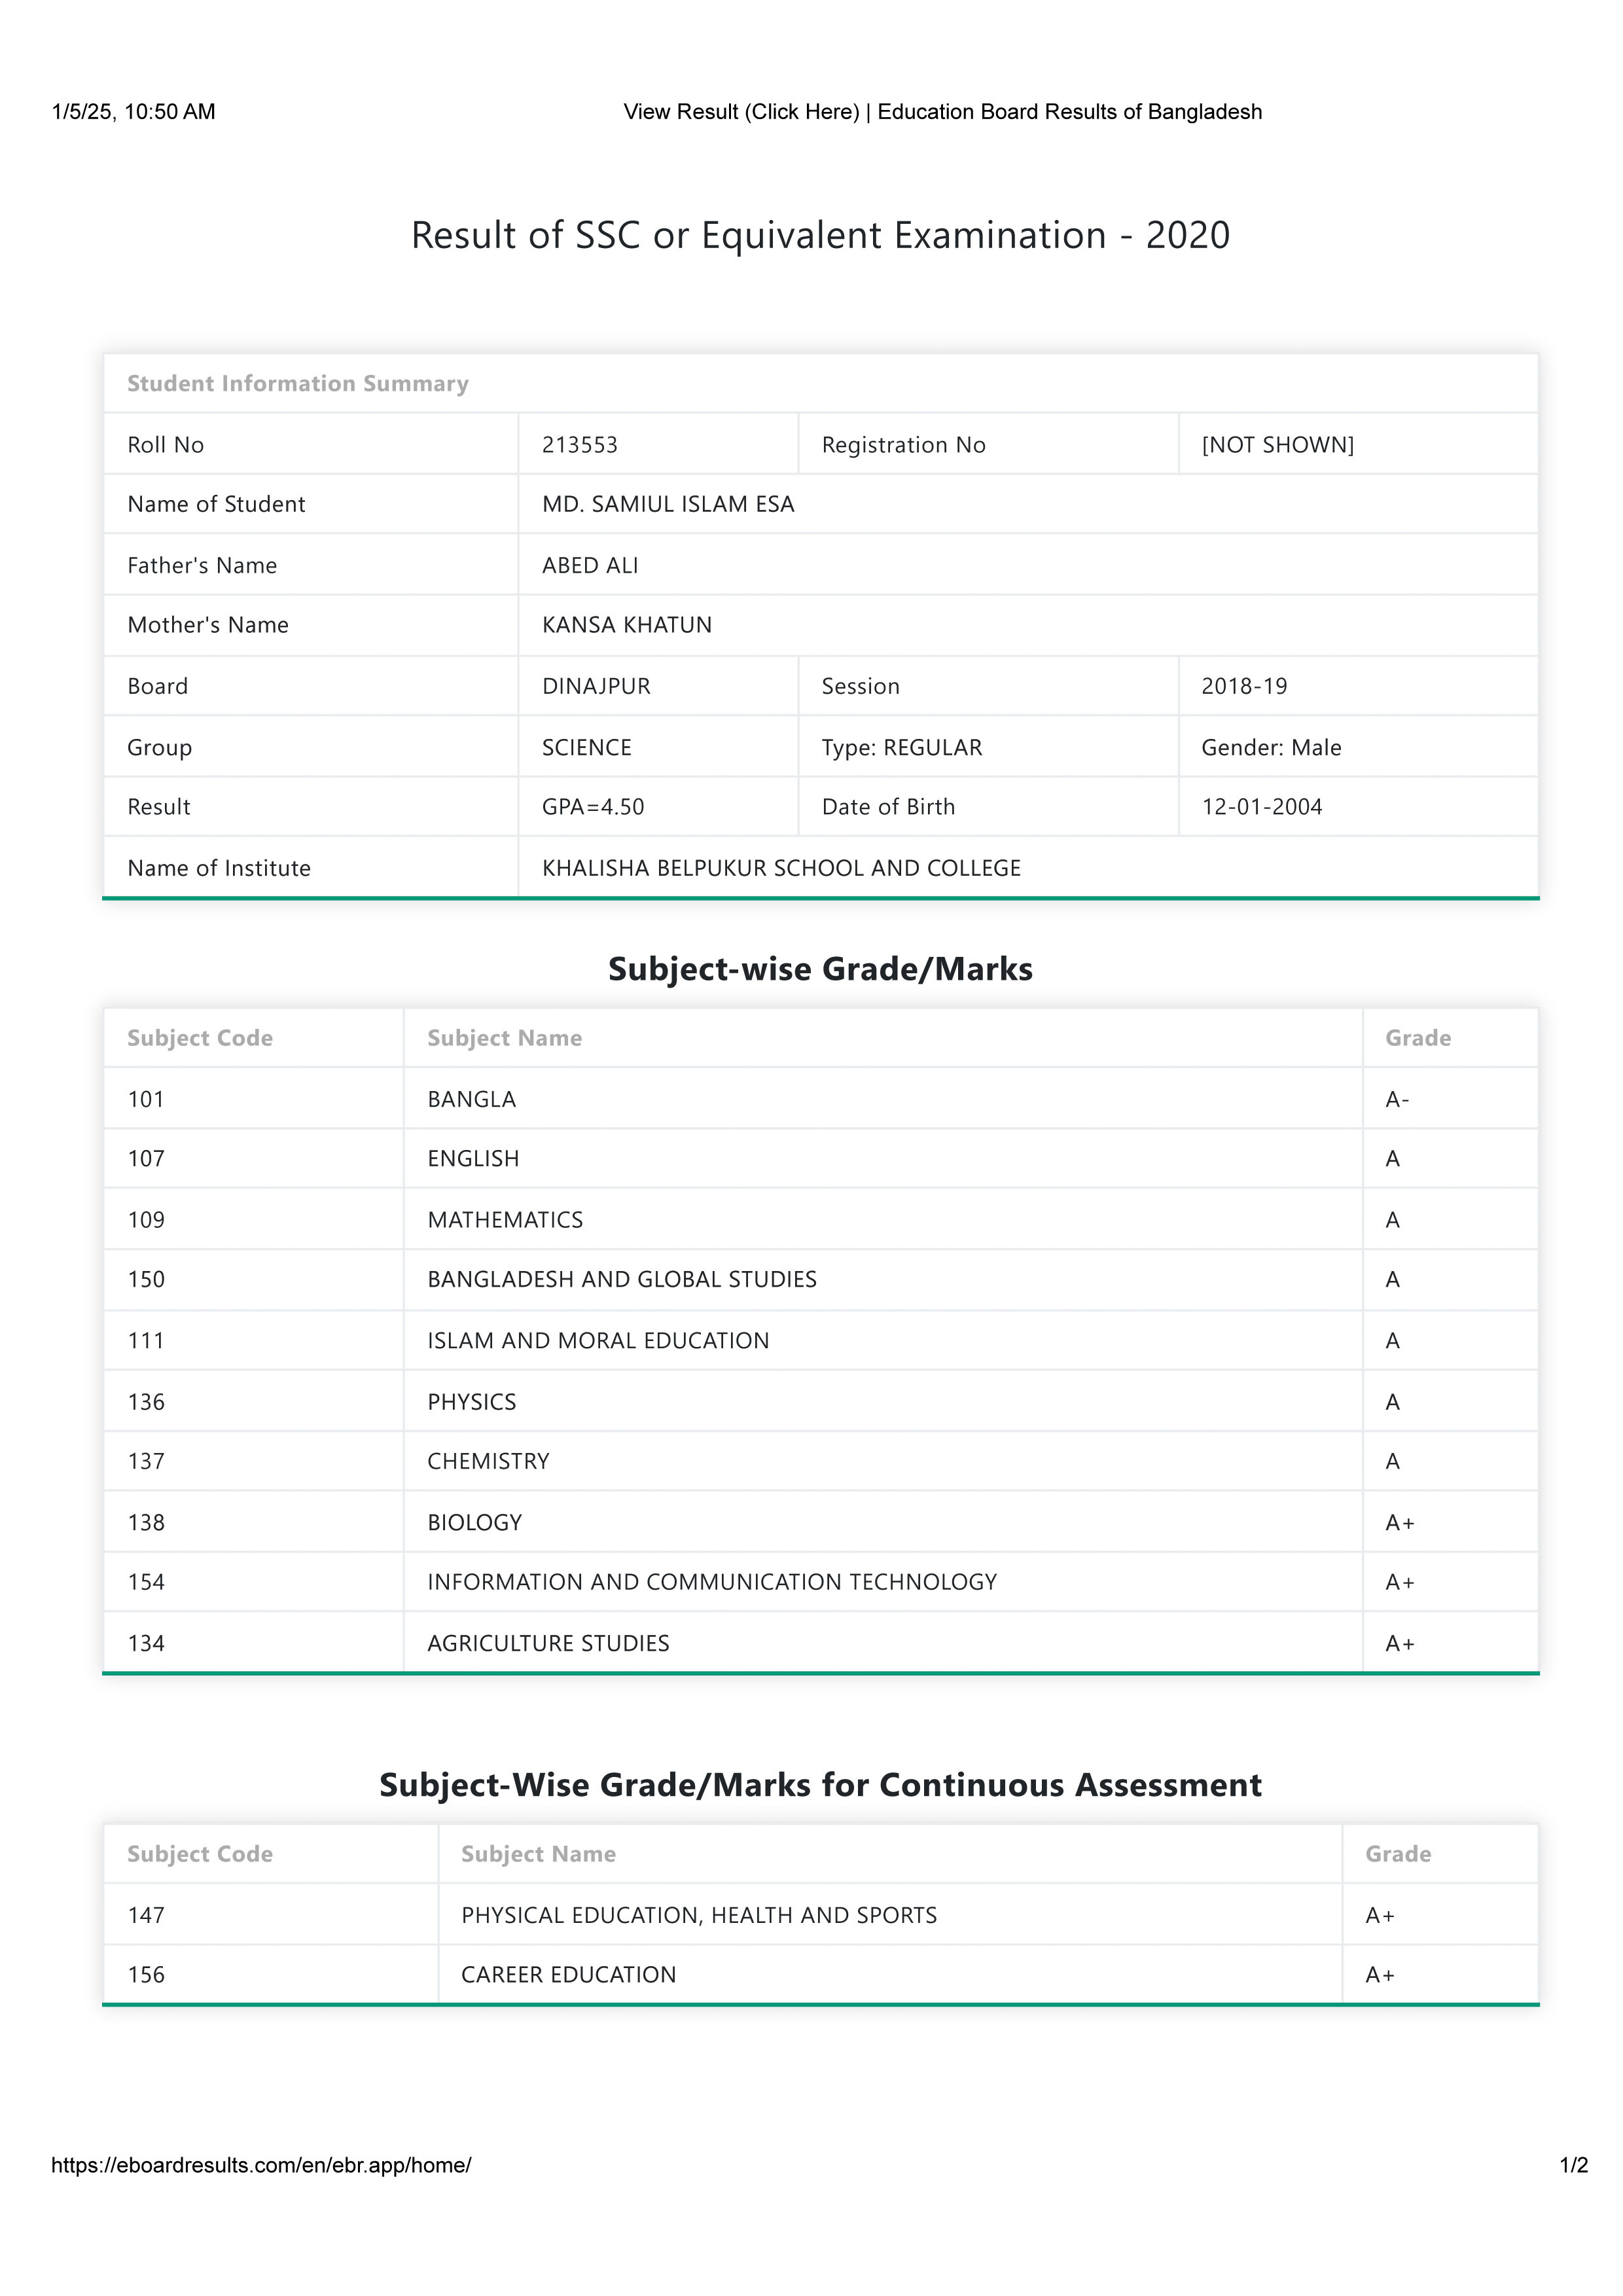 1/5/25, 10:50 AM View Result (Click Here) | Education Board Results of Bangladesh
Result of SSC or Equivalent Examination - 2020
Student Information Summary
Roll No 213553 Registration No [NOT SHOWN]
Name of Student MD. SAMIUL ISLAM ESA
Father's Name ABED ALI
Mother's Name KANSA KHATUN
Board DINAJPUR Session 2018-19
Group SCIENCE Type: REGULAR Gender: Male
Result GPA=4.50 Date of Birth 12-01-2004
Name of Institute KHALISHA BELPUKUR SCHOOL AND COLLEGE
Subject-wise Grade/Marks
Subject Code Subject Name Grade
101 BANGLA A-
107 ENGLISH A
109 MATHEMATICS A
150 BANGLADESH AND GLOBAL STUDIES A
111 ISLAM AND MORAL EDUCATION A
136 PHYSICS A
137 CHEMISTRY A
138 BIOLOGY A+
154 INFORMATION AND COMMUNICATION TECHNOLOGY A+
134 AGRICULTURE STUDIES A+
Subject-Wise Grade/Marks for Continuous Assessment
Subject Code Subject Name Grade
147 PHYSICAL EDUCATION, HEALTH AND SPORTS A+
156 CAREER EDUCATION A+
https://eboardresults.com/en/ebr.app/home/ 1/2